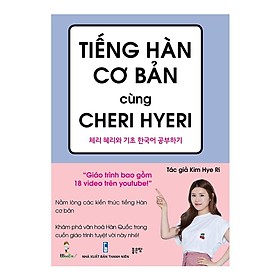 TIẾNG HÀN
CƠ BẢN
cùng
CHERI HYERI
체리 혜리와 기초 한국어 공부하기
"Giáo trình bao gồm
18 video trên youtube!"
Tác giả Kim Hye Ri
Nắm lòng các kiến thức tiếng Hàn
cơ bản
Khám phá văn hoá Hàn Quốc trong
cuốn giáo trình tuyệt vời này nhé!
NHÀ XUẤT BẢN THANH NIÊN